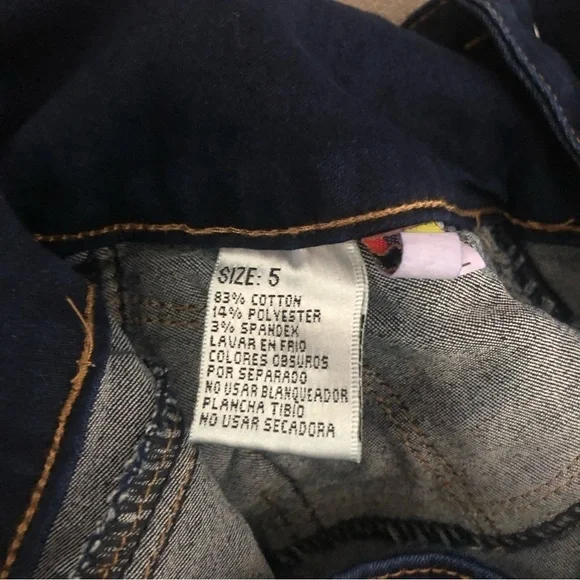 SIZE: 5
83% COTTON
14% POLYESTER
3% SPANDEX
LAVAR EN FRIO
COLORES OBSUROS
POR SEPARADO
NO USAR BLANQUEADOR
PLANCHA TIBIO
NO USAR SECADORA